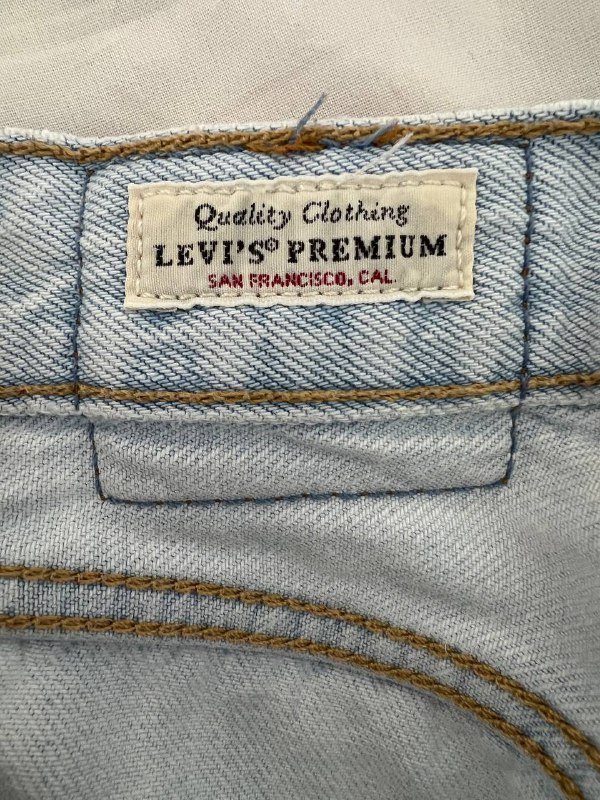 Quality Clothing
LEVI'S® PREMIUM
SAN FRANCISCO, CAL.